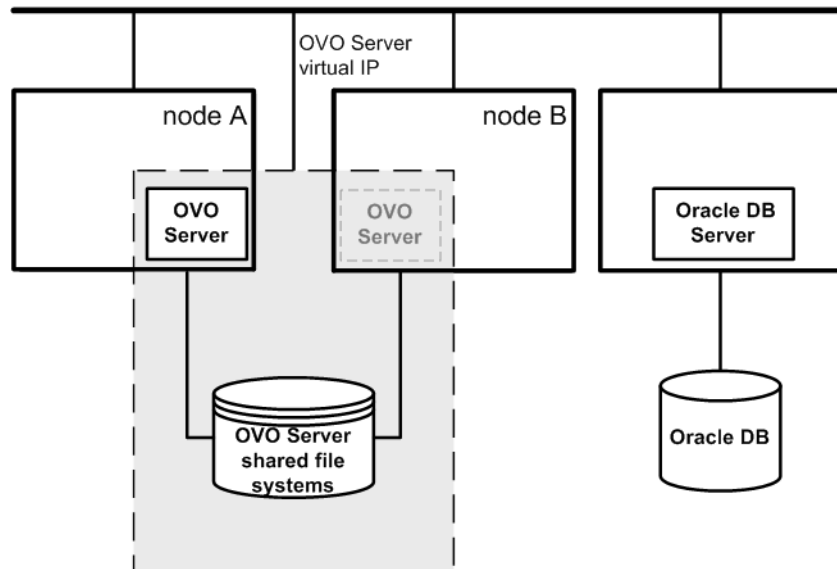 OVO Server
virtual IP
node A
node B
OVO
Server
OVO
Server
Oracle DB
Server
OVO Server
shared file
systems
Oracle DB